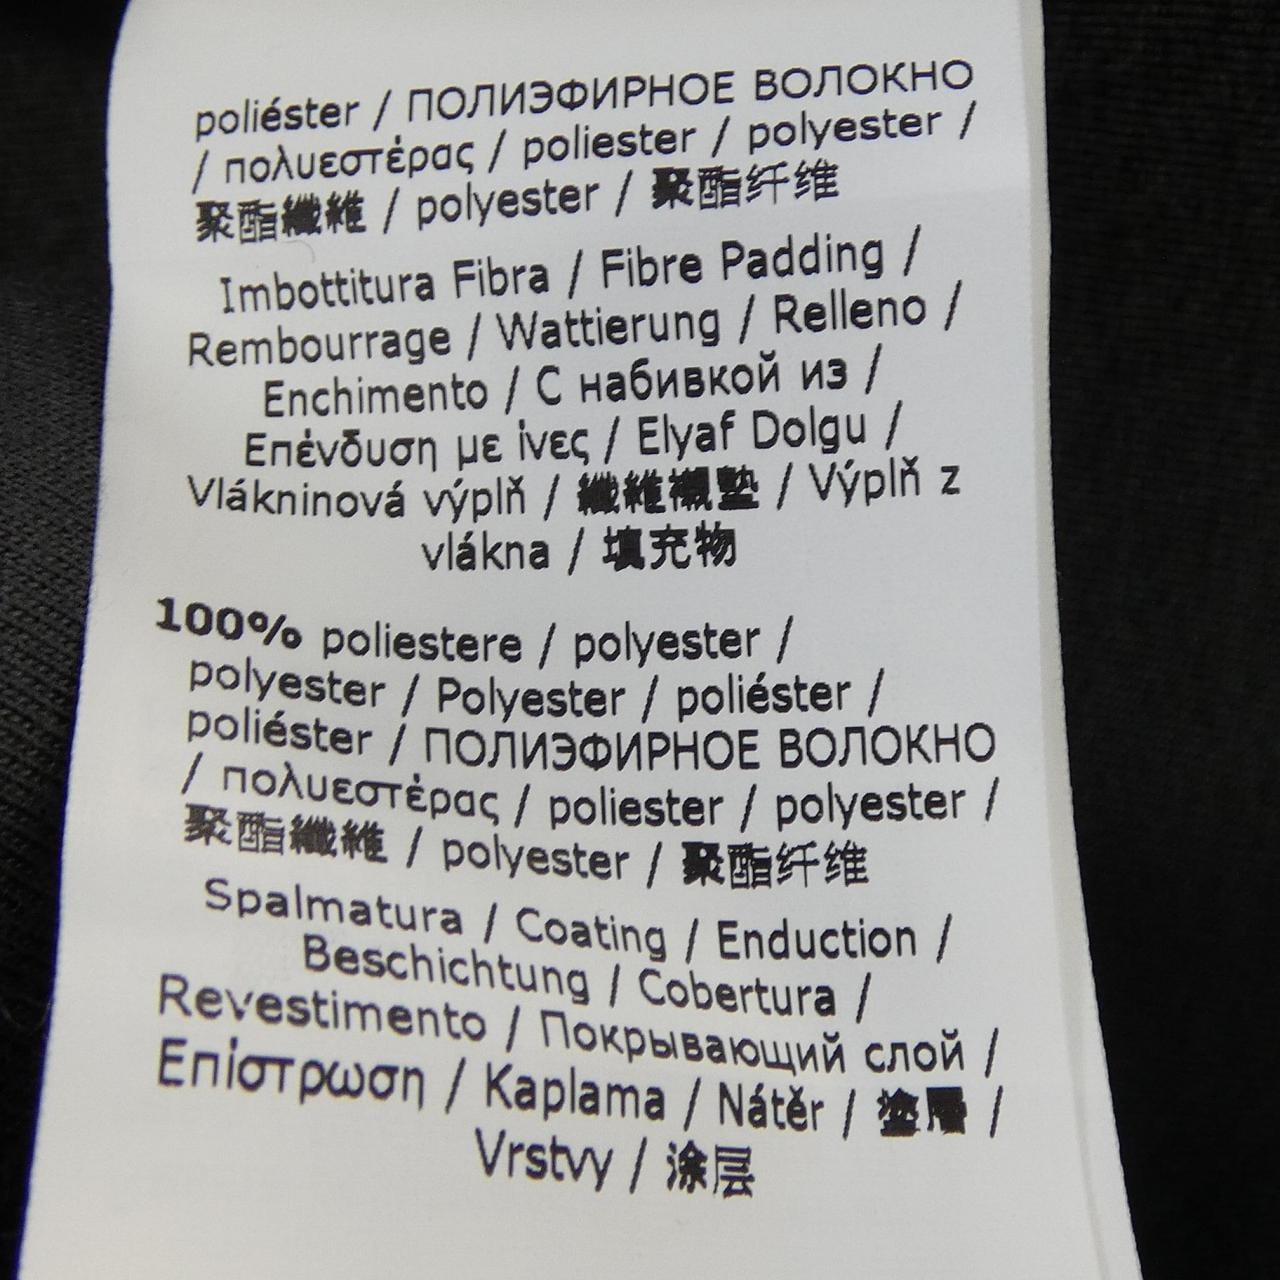 poliéster / ПОЛИЭФИРНОЕ ВОЛОКНО
/ πολυεστέρας / poliester / polyester /
聚酯纖維 / polyester / 聚酯纤维
Imbottitura Fibra / Fibre Padding /
Rembourrage / Wattierung / Relleno /
Enchimento / С набивкой из /
Επένδυση με ίνες / Elyaf Dolgu /
Vlákninová výplň / 纖維襯墊 / Výplň z
vlákna / 填充物
100% poliestere / polyester /
polyester / Polyester / poliéster /
poliéster / ПОЛИЭФИРНОЕ ВОЛОКНО
/ πολυεστέρας / poliester / polyester /
聚酯纖維 / polyester / 聚酯纤维
Spalmatura / Coating / Enduction /
Beschichtung / Cobertura /
Revestimento / Покрывающий слой /
Επίστρωση / Kaplama / Nátěr / 塗層 /
Vrstvy / 涂层